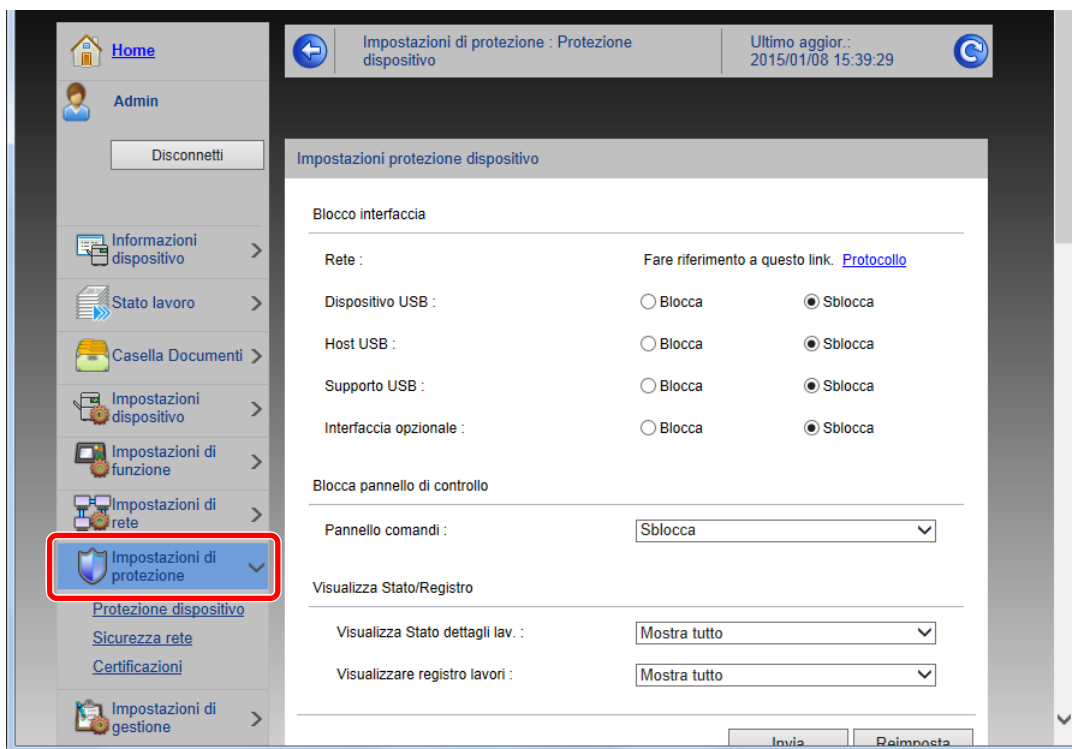 Home
Admin
Disconnetti
Informazioni
dispositivo
Stato lavoro
Casella Documenti
Impostazioni
dispositivo
Impostazioni di
funzione
Impostazioni di
rete
Impostazioni di
protezione
Protezione dispositivo
Sicurezza rete
Certificazioni
Impostazioni di
gestione
Impostazioni di protezione : Protezione
dispositivo
Ultimo aggior.:
2015/01/08 15:39:29
Impostazioni protezione dispositivo
Blocco interfaccia
Rete : Fare riferimento a questo link. Protocollo
Dispositivo USB : Blocca Sblocca
Host USB : Blocca Sblocca
Supporto USB : Blocca Sblocca
Interfaccia opzionale : Blocca Sblocca
Blocca pannello di controllo
Pannello comandi : Sblocca
Visualizza Stato/Registro
Visualizza Stato dettagli lav. : Mostra tutto
Visualizzare registro lavori : Mostra tutto
Invia Reimposta